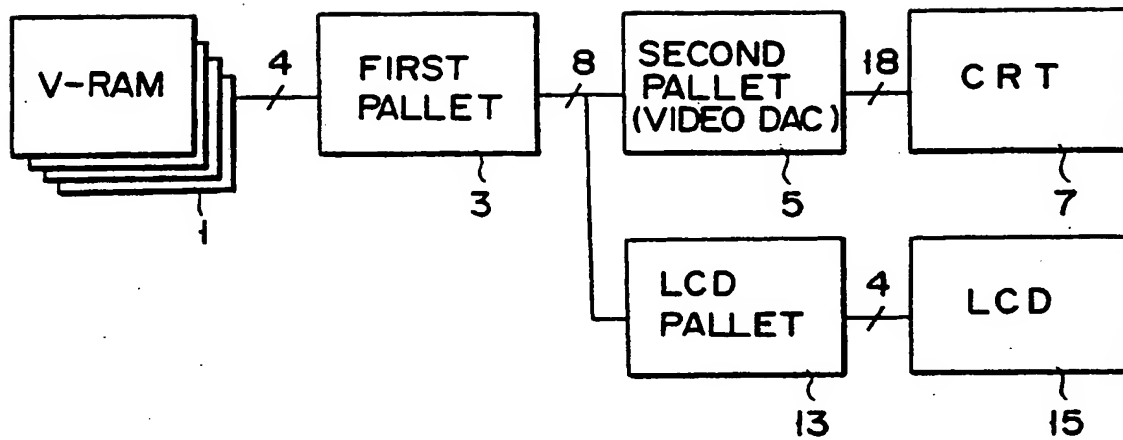 V-RAM
4
FIRST
PALLET
8
SECOND
PALLET
(VIDEO DAC)
18
CRT
1
3
5
7
LCD
PALLET
4
LCD
13
15